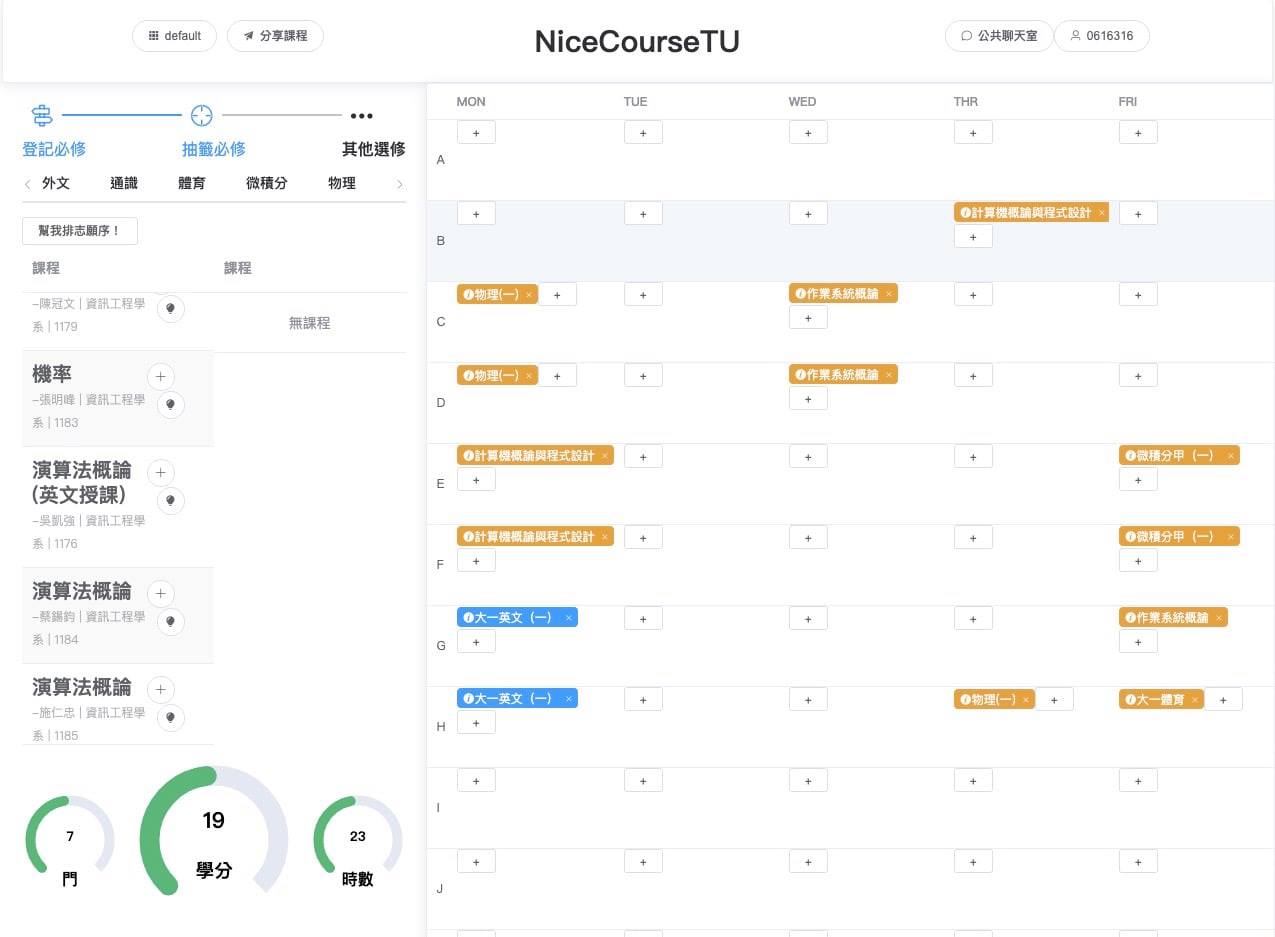 default
分享課程
NiceCourseTU
公共聊天室
0616316
登記必修
抽籤必修
其他選修
外文 通識 體育 微積分 物理
幫我排志願序！
課程 課程
–陳冠文 | 資訊工程學
系 | 1179
無課程
機率
–張明峰 | 資訊工程學
系 | 1183
演算法概論
(英文授課)
–吳凱強 | 資訊工程學
系 | 1176
演算法概論
–蔡錫鈞 | 資訊工程學
系 | 1184
演算法概論
–施仁忠 | 資訊工程學
系 | 1185
7
門
19
學分
23
時數
MON TUE WED THR FRI
+ + + + +
A
+ + + 計算機概論與程式設計 × +
+
B
物理(一) × + + 作業系統概論 × + +
+
C
物理(一) × + + 作業系統概論 × + +
+
D
計算機概論與程式設計 × + + + 微積分甲（一） ×
+ +
E
計算機概論與程式設計 × + + + 微積分甲（一） ×
+ +
F
大一英文（一） × + + + 作業系統概論 ×
+ +
G
大一英文（一） × + + 物理(一) × + 大一體育 × +
+
H
+ + + + +
I
+ + + + +
J